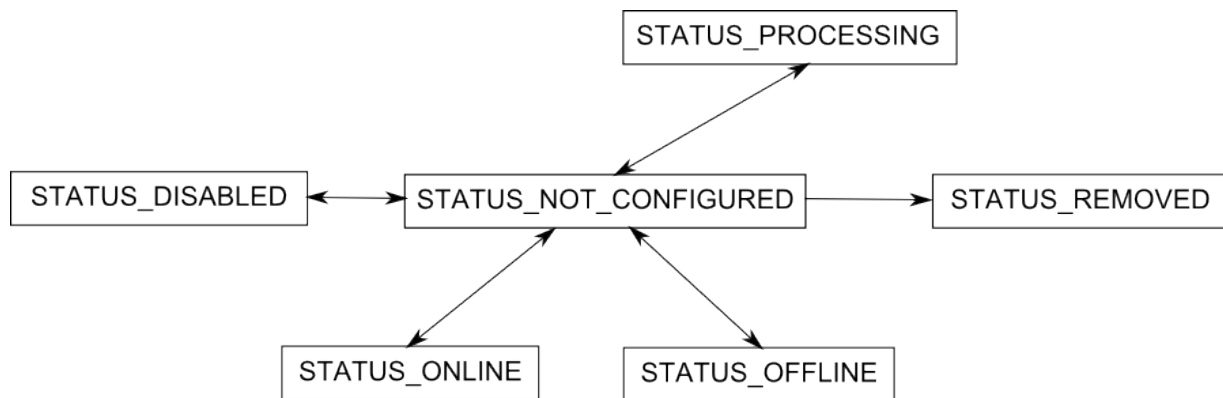 STATUS_PROCESSING
STATUS_DISABLED
STATUS_NOT_CONFIGURED
STATUS_REMOVED
STATUS_ONLINE
STATUS_OFFLINE